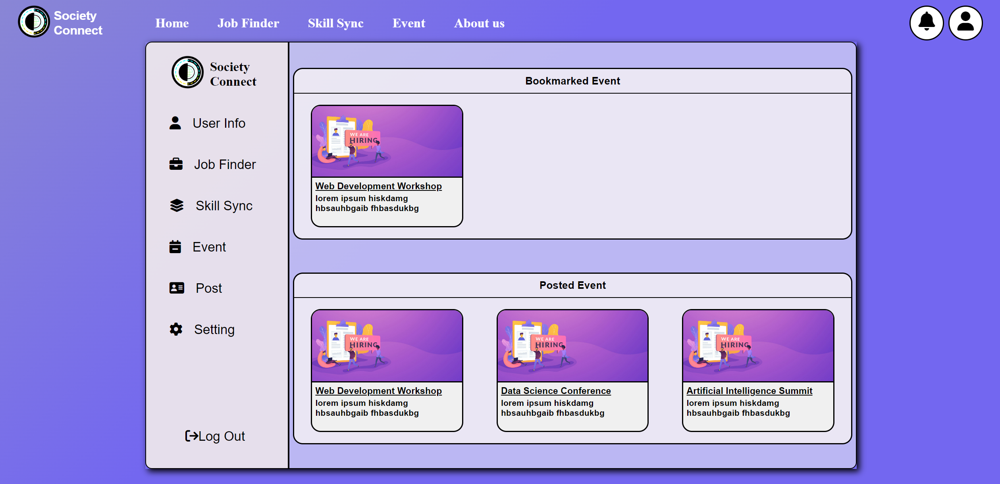 Society
Connect
Home
Job Finder
Skill Sync
Event
About us
Society
Connect
User Info
Job Finder
Skill Sync
Event
Post
Setting
Log Out
Bookmarked Event
WE ARE
HIRING
Web Development Workshop
lorem ipsum hiskdamg
hbsauhbgaib fhbasdukbg
Posted Event
WE ARE
HIRING
Web Development Workshop
lorem ipsum hiskdamg
hbsauhbgaib fhbasdukbg
WE ARE
HIRING
Data Science Conference
lorem ipsum hiskdamg
hbsauhbgaib fhbasdukbg
WE ARE
HIRING
Artificial Intelligence Summit
lorem ipsum hiskdamg
hbsauhbgaib fhbasdukbg